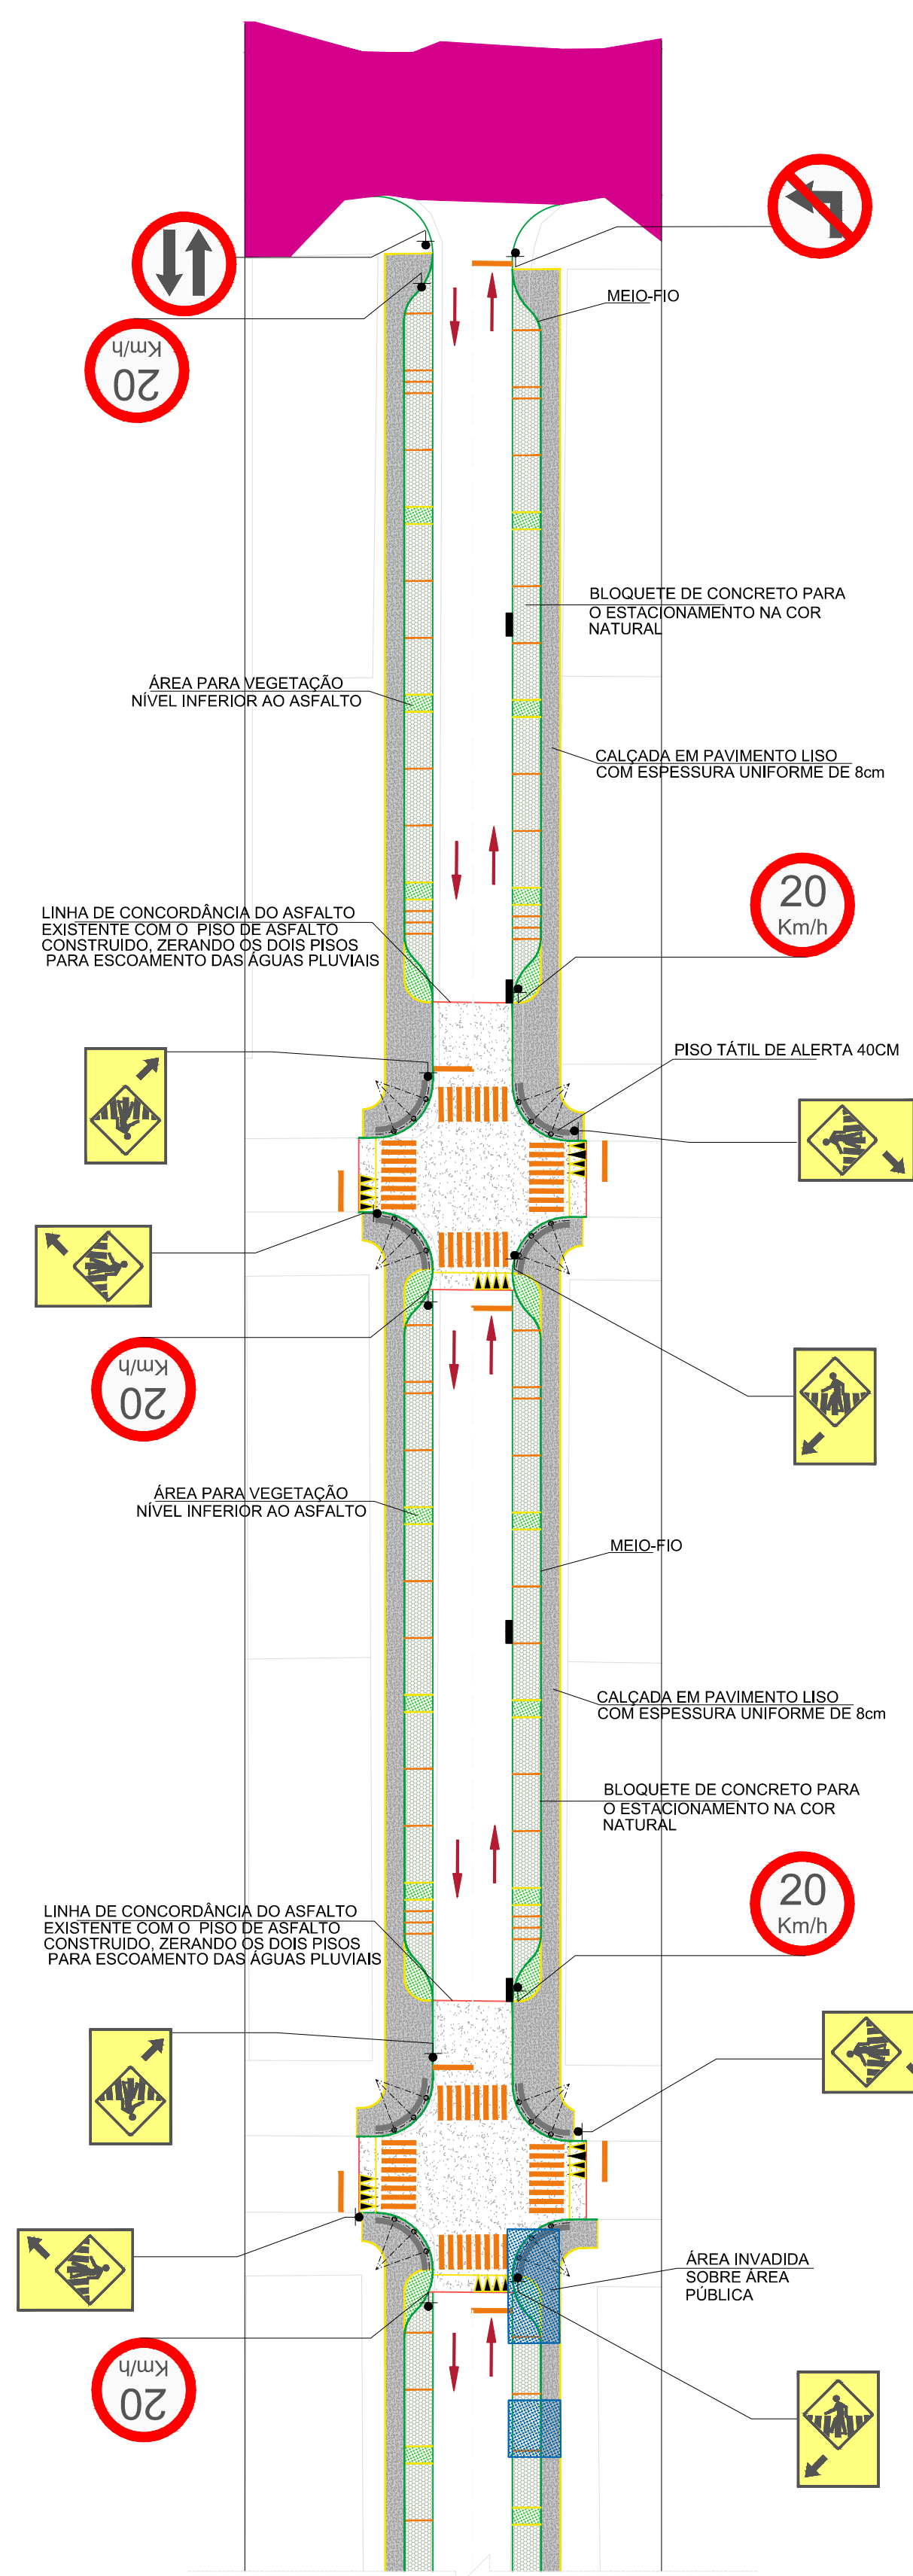 MEIO-FIO
Km/h
20
BLOQUETE DE CONCRETO PARA
O ESTACIONAMENTO NA COR
NATURAL
ÁREA PARA VEGETAÇÃO
NÍVEL INFERIOR AO ASFALTO
CALÇADA EM PAVIMENTO LISO
COM ESPESSURA UNIFORME DE 8cm
20
Km/h
LINHA DE CONCORDÂNCIA DO ASFALTO
EXISTENTE COM O PISO DE ASFALTO
CONSTRUIDO, ZERANDO OS DOIS PISOS
PARA ESCOAMENTO DAS ÁGUAS PLUVIAIS
PISO TÁTIL DE ALERTA 40CM
Km/h
20
ÁREA PARA VEGETAÇÃO
NÍVEL INFERIOR AO ASFALTO
MEIO-FIO
CALÇADA EM PAVIMENTO LISO
COM ESPESSURA UNIFORME DE 8cm
BLOQUETE DE CONCRETO PARA
O ESTACIONAMENTO NA COR
NATURAL
20
Km/h
LINHA DE CONCORDÂNCIA DO ASFALTO
EXISTENTE COM O PISO DE ASFALTO
CONSTRUIDO, ZERANDO OS DOIS PISOS
PARA ESCOAMENTO DAS ÁGUAS PLUVIAIS
ÁREA INVADIDA
SOBRE ÁREA
PÚBLICA
Km/h
20